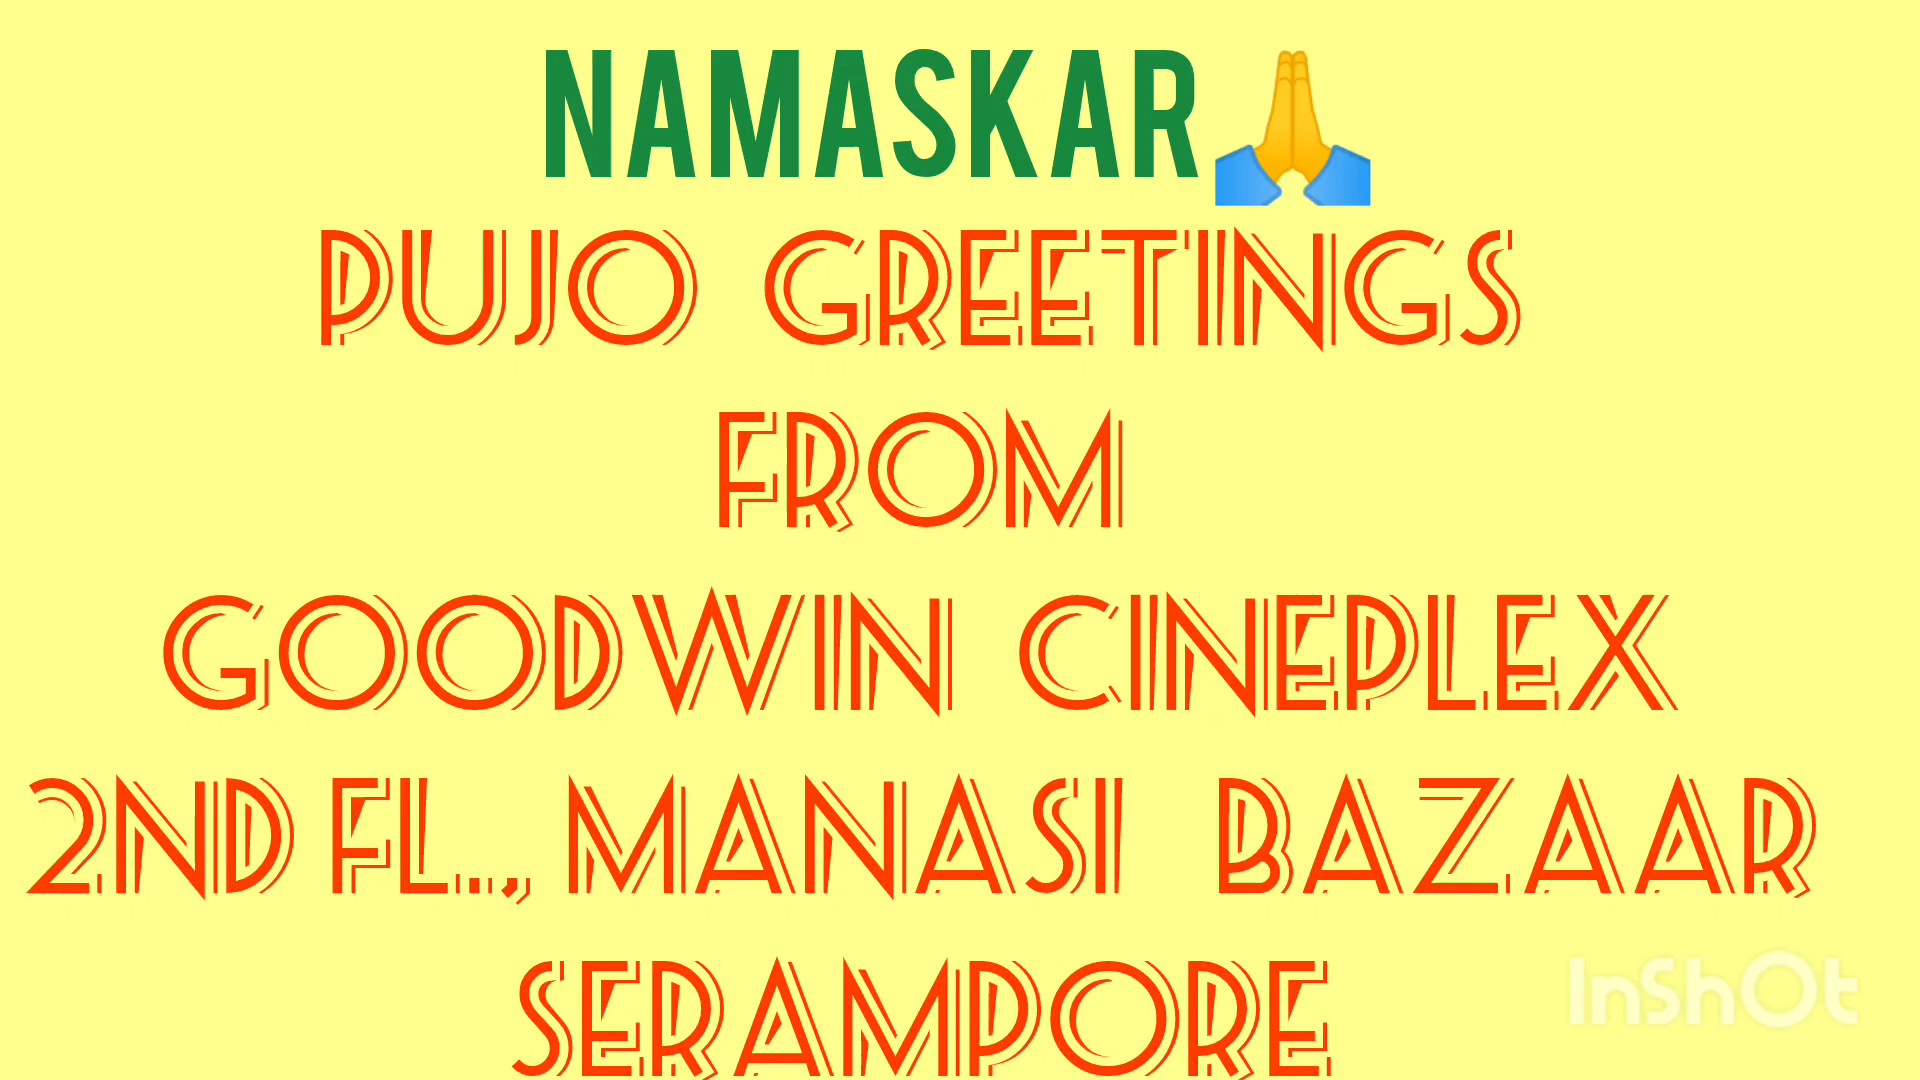 NAMASKAR🙏
PUJO GREETINGS
FROM
GOODWIN CINEPLEX
2ND FL.., MANASI BAZAAR
SERAMPORE
InShOt